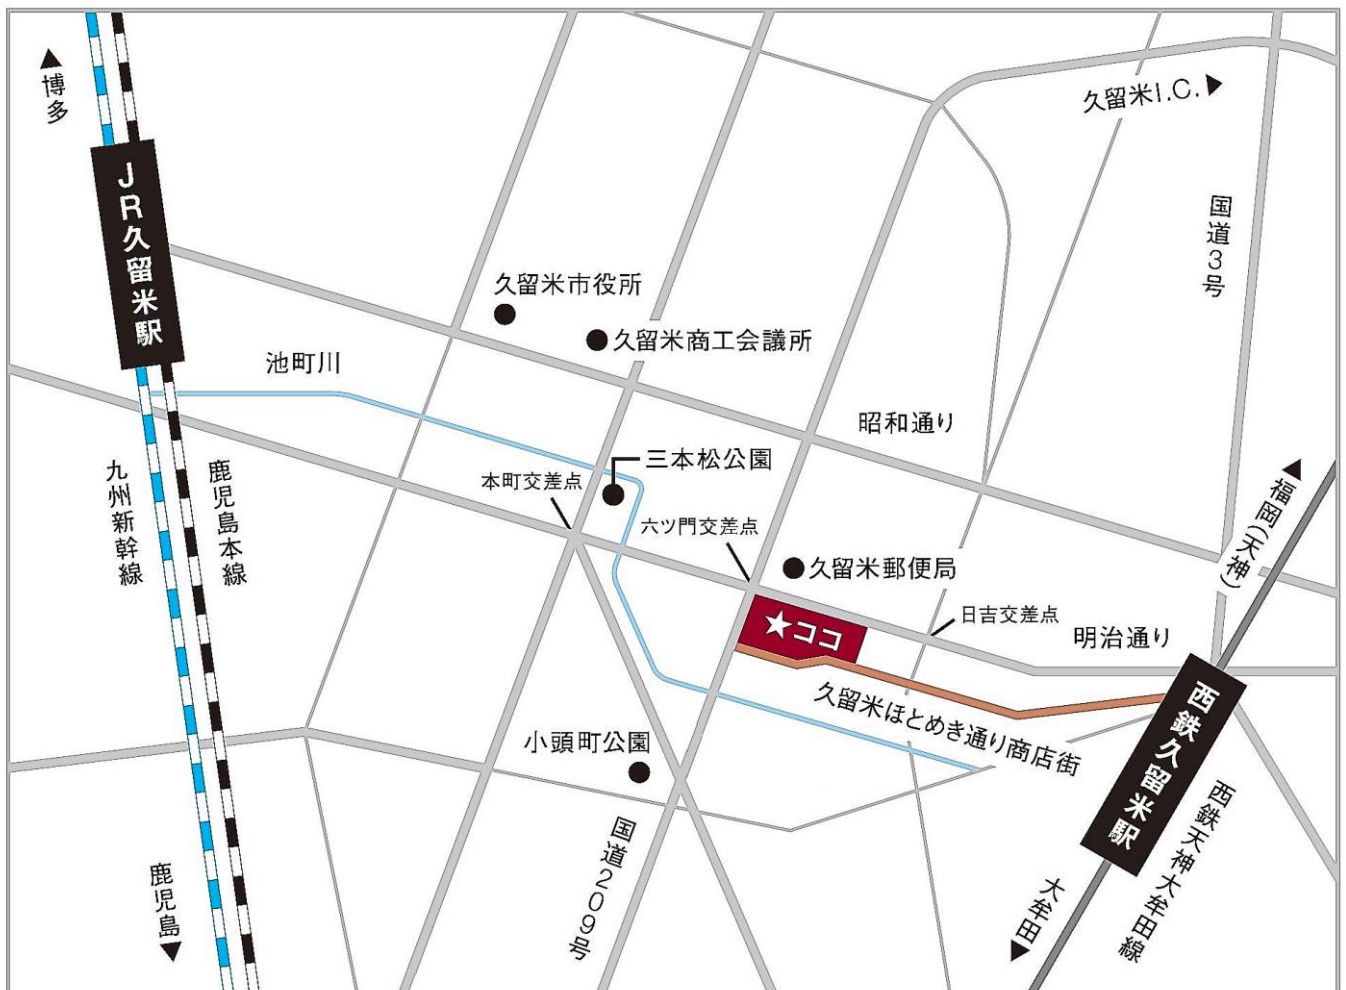 博多
久留米I.C.
JR久留米駅
国道3号
久留米市役所
久留米商工会議所
池町川
昭和通り
三本松公園
本町交差点
九州新幹線
鹿児島本線
六ツ門交差点
福岡(天神)
久留米郵便局
★ココ
日吉交差点
明治通り
久留米ほとめき通り商店街
西鉄久留米駅
小頭町公園
国道209号
西鉄天神大牟田線
鹿児島
大牟田